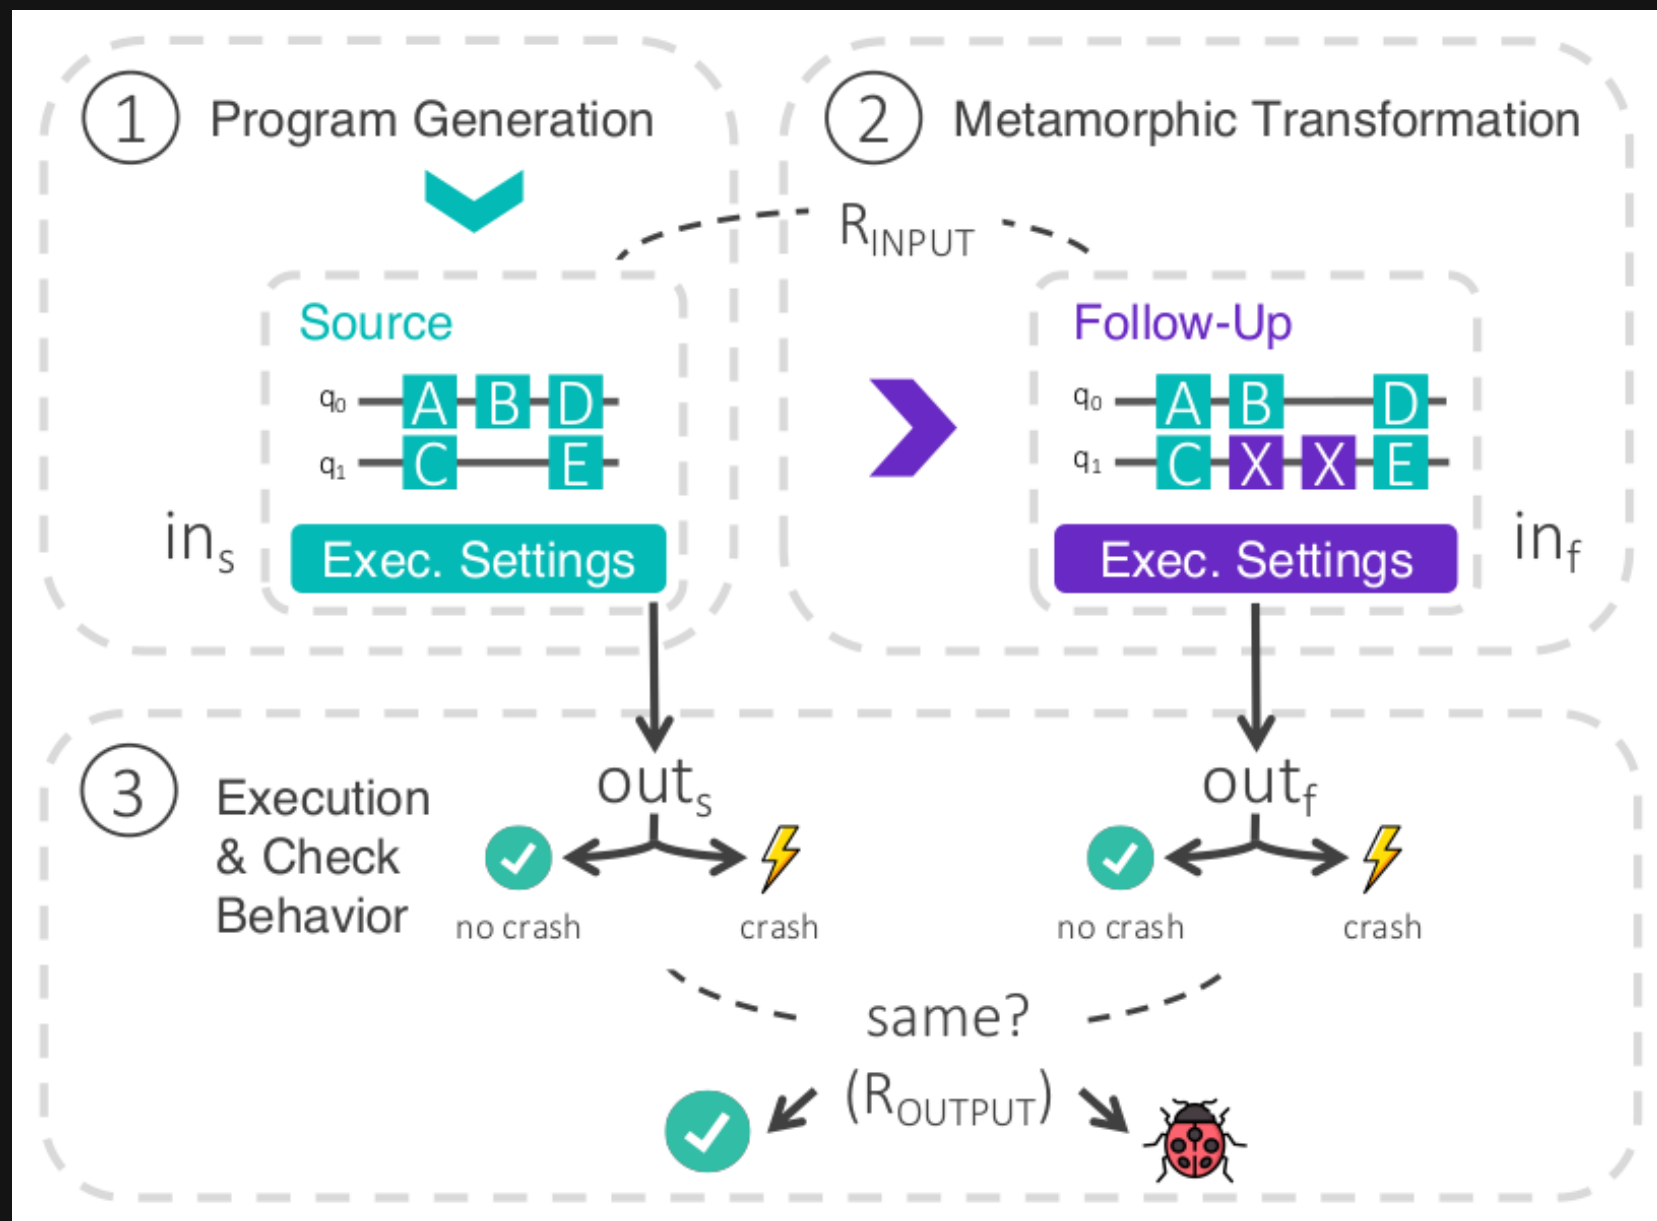 1 Program Generation
2 Metamorphic Transformation
R_INPUT
Source
q0 A B D
q1 C E
Exec. Settings
in_s
Follow-Up
q0 A B D
q1 C X X E
Exec. Settings
in_f
3 Execution
& Check
Behavior
out_s
no crash
crash
out_f
no crash
crash
same?
(R_OUTPUT)